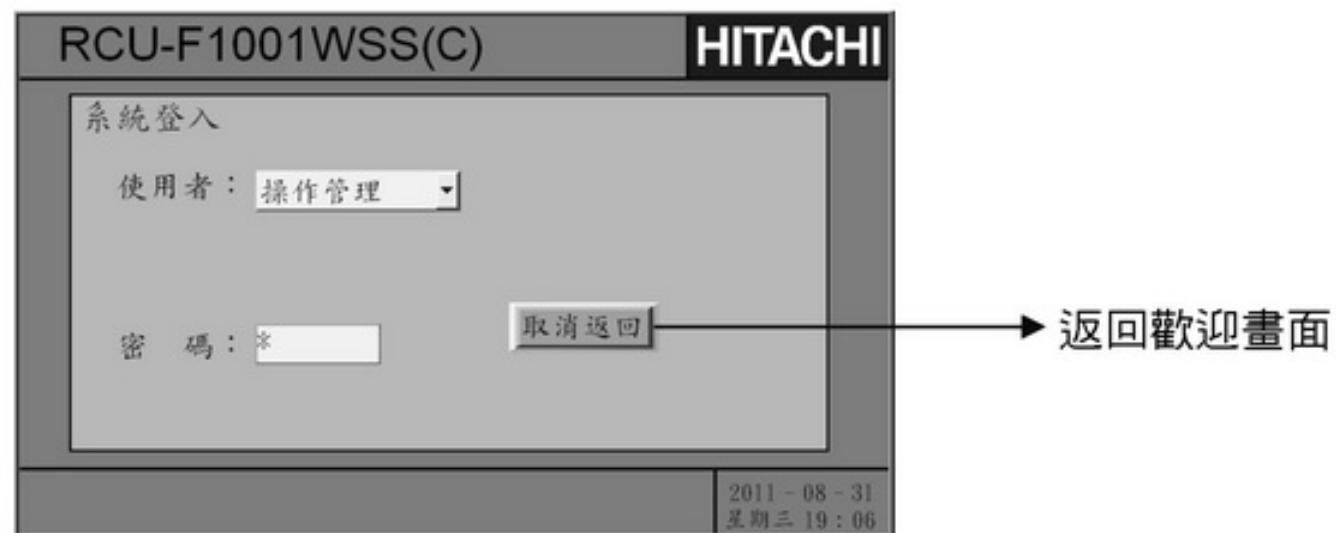 RCU-F1001WSS(C) HITACHI
系統登入
使用者：操作管理
取消返回
返回歡迎畫面
密 碼：*
2011-08-31
星期三 19:06